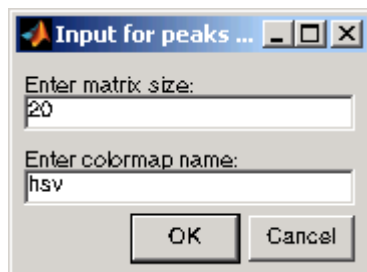 Input for peaks ...
Enter matrix size:
20
Enter colormap name:
hsv
OK Cancel